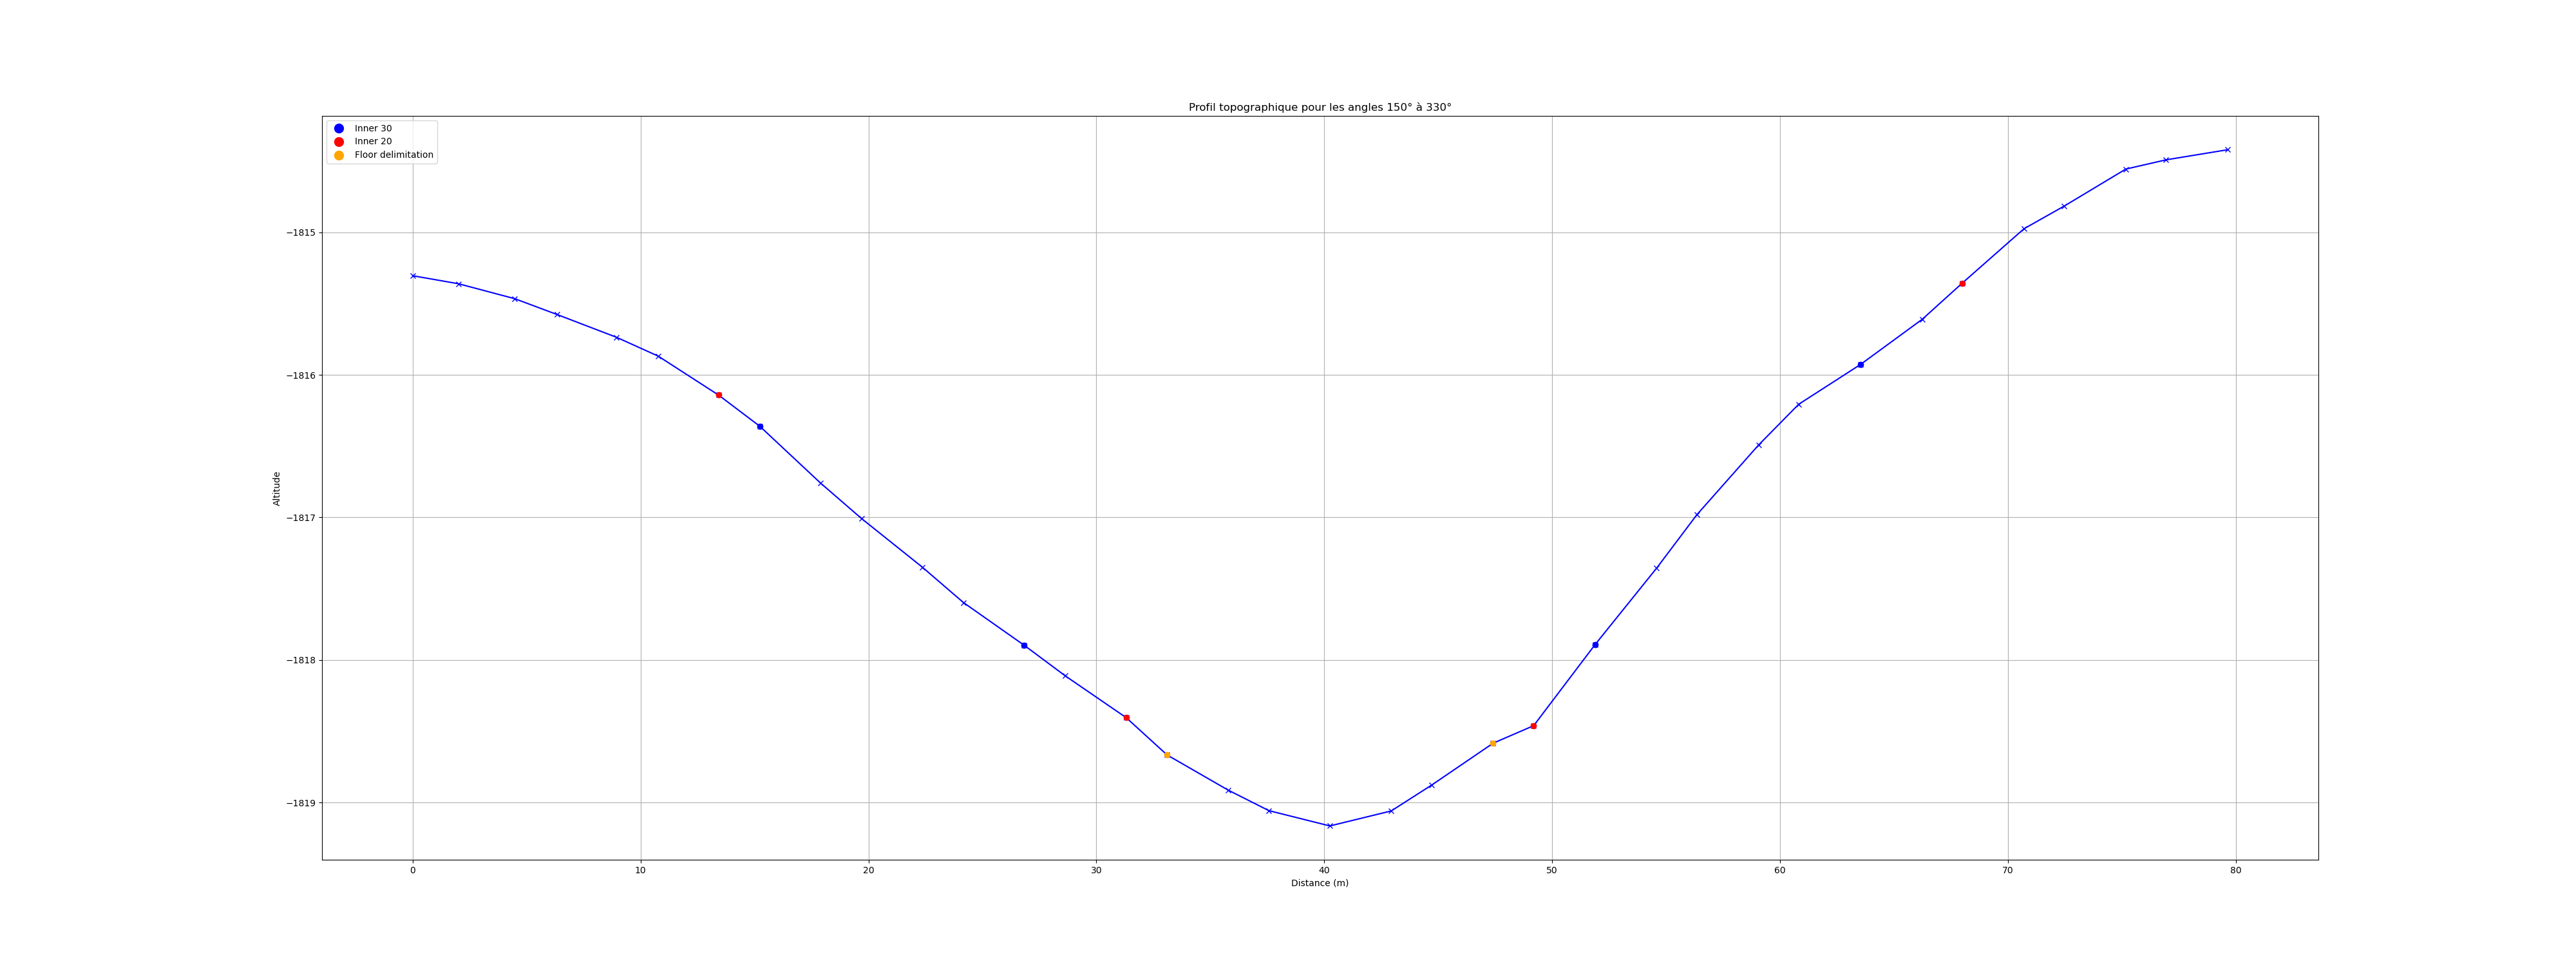 Profil topographique pour les angles 150° à 330°
Inner 30
Inner 20
Floor delimitation
Altitude
−1815
−1816
−1817
−1818
−1819
0 10 20 30 40 50 60 70 80
Distance (m)